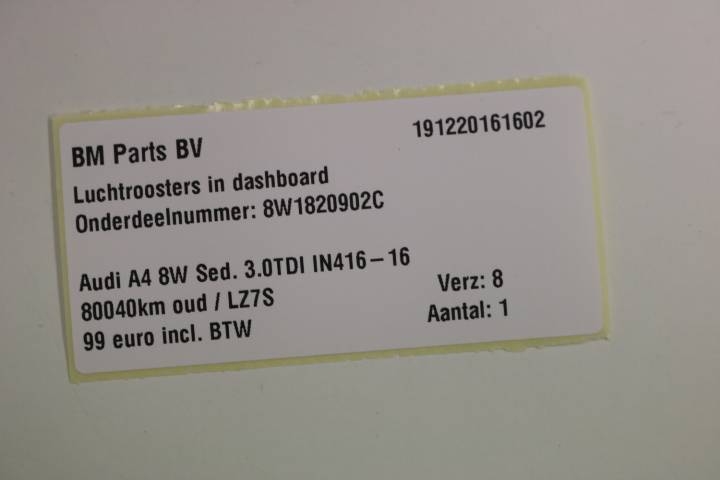 BM Parts BV
191220161602
Luchtroosters in dashboard
Onderdeelnummer: 8W1820902C
Audi A4 8W Sed. 3.0TDI IN416-16
80040km oud / LZ7S
Verz: 8
99 euro incl. BTW
Aantal: 1